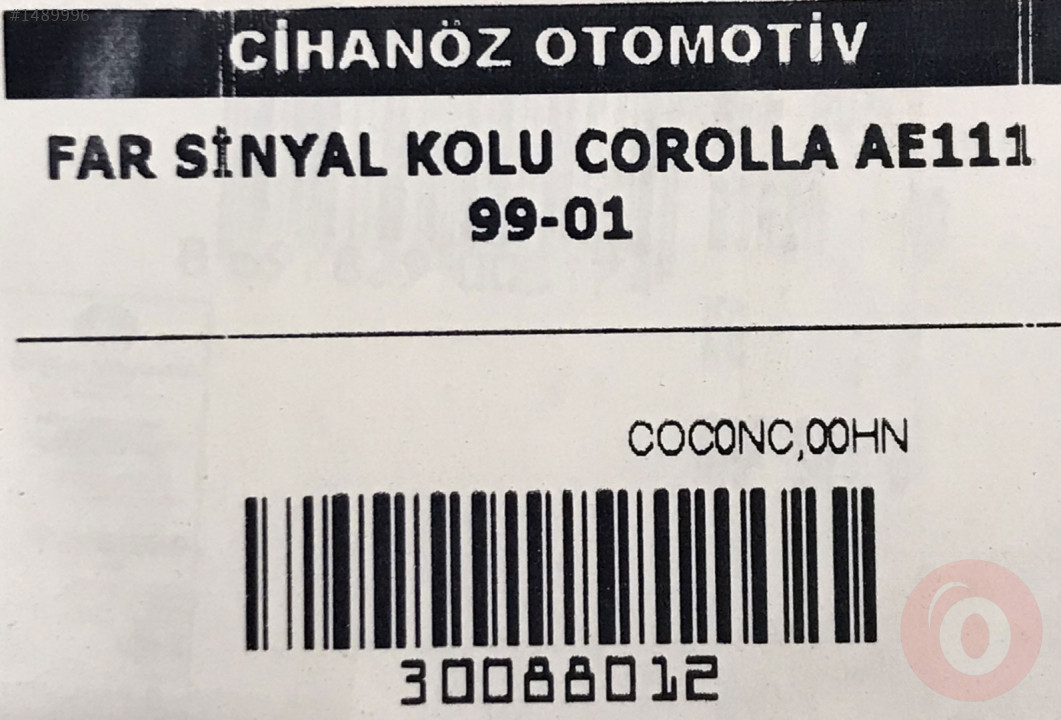 #1489996
CİHANÖZ OTOMOTİV
FAR SİNYAL KOLU COROLLA AE111
99-01
COC0NC,00HN
30088012